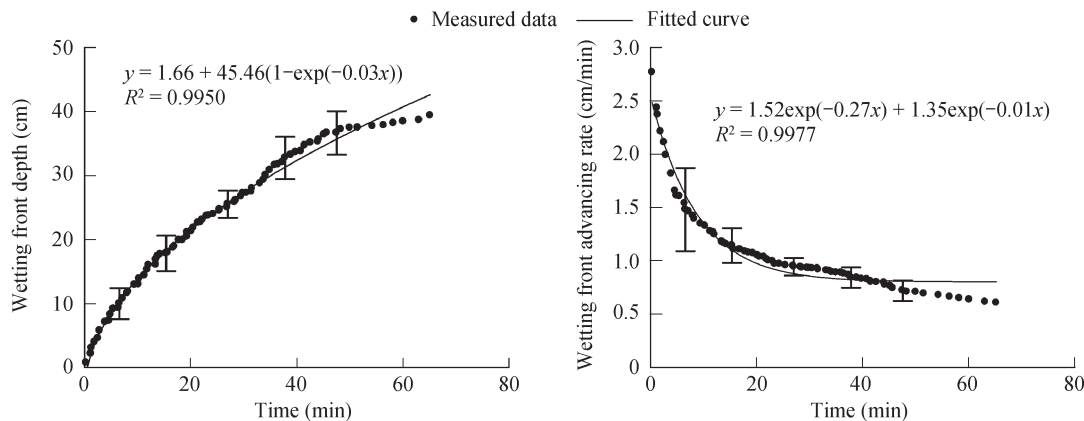 Measured data
Fitted curve
Wetting front depth (cm)
50
40
30
20
10
0
y = 1.66 + 45.46(1−exp(−0.03x))
R² = 0.9950
0
20
40
60
80
Time (min)
Wetting front advancing rate (cm/min)
3.0
2.5
2.0
1.5
1.0
0.5
0
y = 1.52exp(−0.27x) + 1.35exp(−0.01x)
R² = 0.9977
0
20
40
60
80
Time (min)